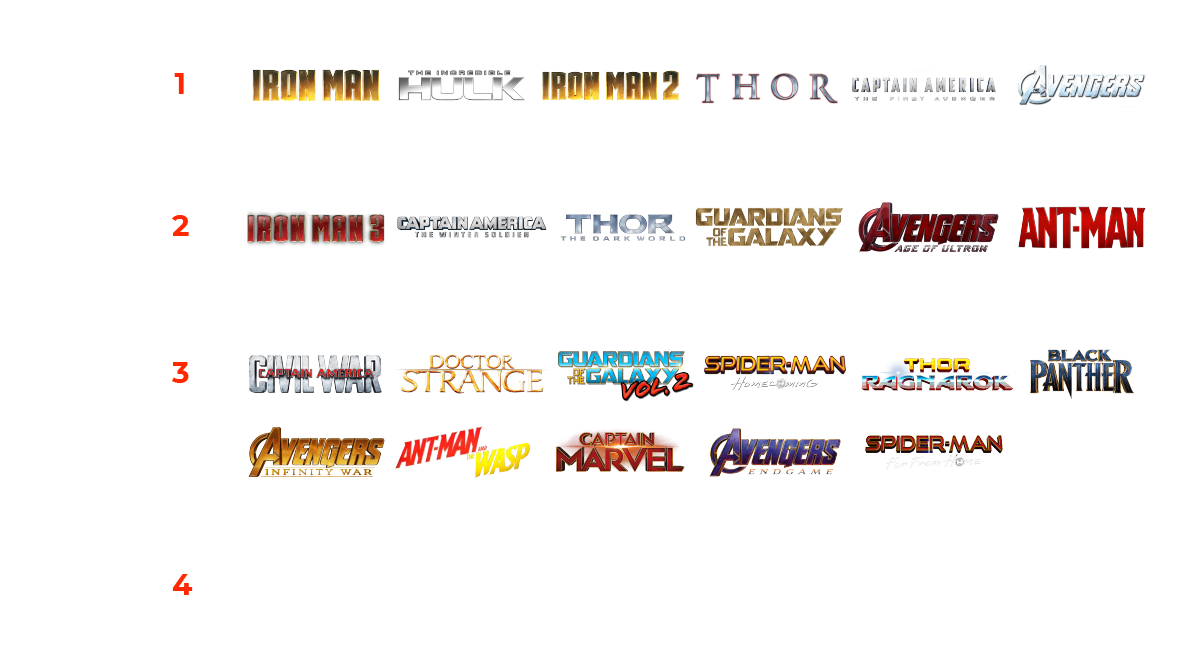 1 IRON MAN THE INCREDIBLE HULK IRON MAN 2 THOR CAPTAIN AMERICA THE FIRST AVENGER AVENGERS
2 IRON MAN 3 CAPTAIN AMERICA THE WINTER SOLDIER THOR THE DARK WORLD GUARDIANS OF THE GALAXY AVENGERS AGE OF ULTRON ANT-MAN
3 CIVIL WAR CAPTAIN AMERICA DOCTOR STRANGE GUARDIANS OF THE GALAXY VOL. 2 SPIDER-MAN HOMECOMING THOR RAGNAROK BLACK PANTHER
AVENGERS INFINITY WAR ANT-MAN AND THE WASP CAPTAIN MARVEL AVENGERS ENDGAME SPIDER-MAN FAR FROM HOME
4